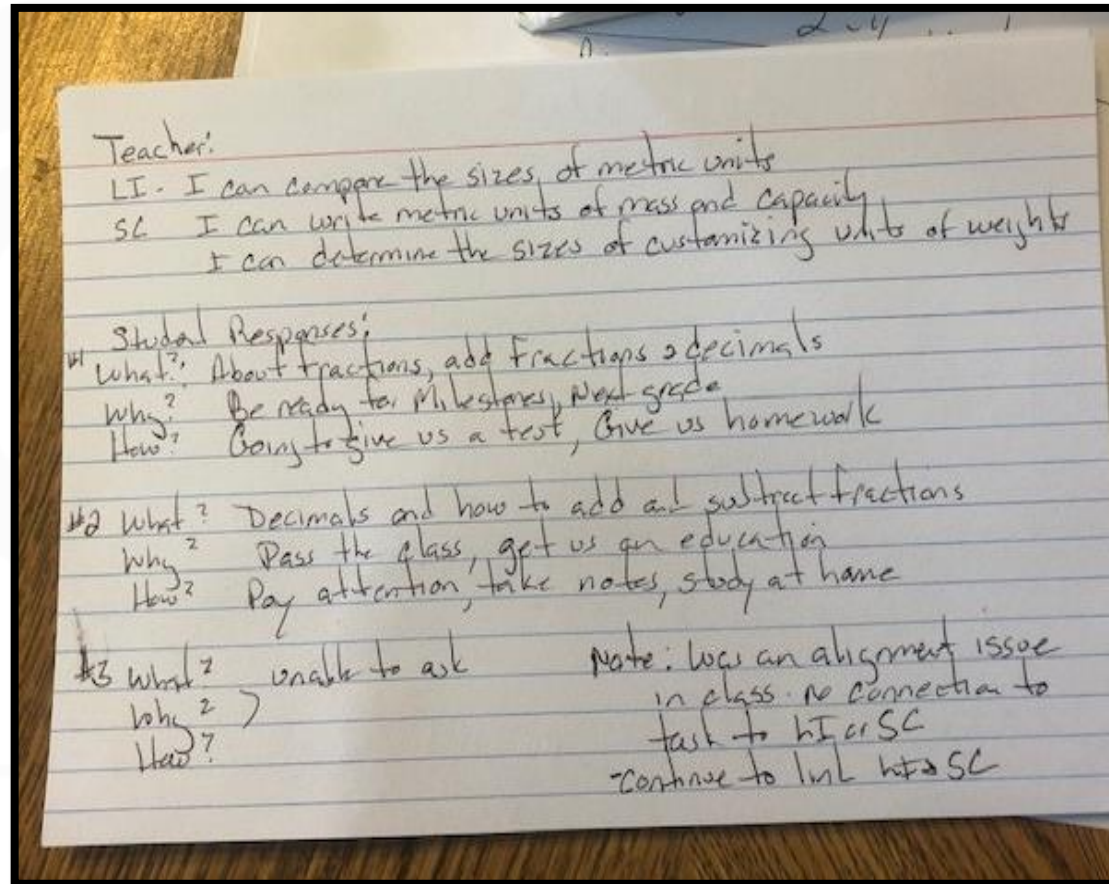 Teacher:
LI - I can compare the sizes of metric units
SC I can write metric units of mass and capacity
I can determine the sizes of customizing units of weights
Student Responses:
#1 What? About fractions, add fractions & decimals
Why? Be ready for Milestones, Next grade
How? Going to give us a test, Give us homework
#2 What? Decimals and how to add and subtract fractions
Why? Pass the class, get us an education
How? Pay attention, take notes, study at home
#3 What? unable to ask
Why?
How?
Note: Was an alignment issue
in class. no connection to
task to LI or SC
-Continue to link LI & SC